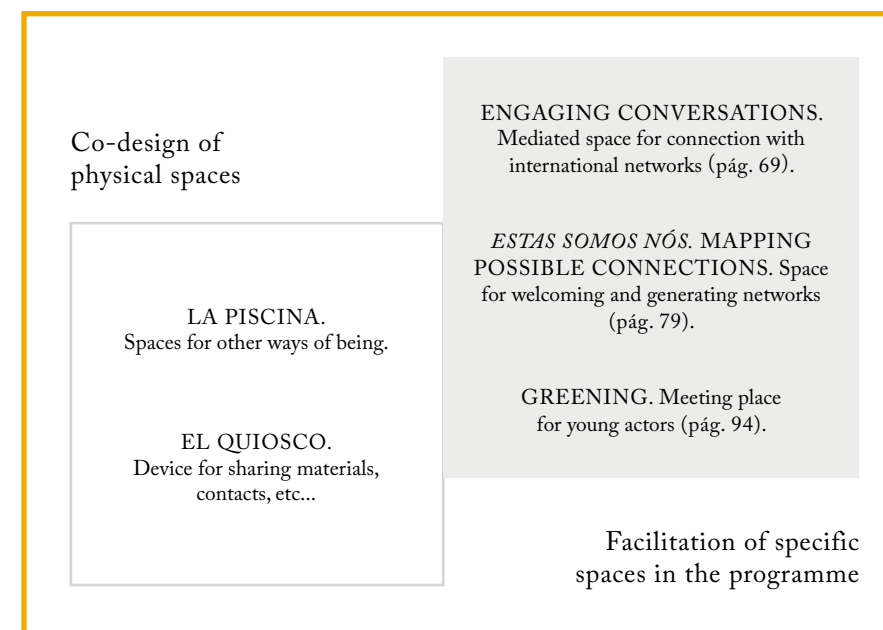 Co-design of
physical spaces
LA PISCINA.
Spaces for other ways of being.
EL QUIOSCO.
Device for sharing materials,
contacts, etc...
ENGAGING CONVERSATIONS.
Mediated space for connection with
international networks (pág. 69).
ESTAS SOMOS NÓS. MAPPING
POSSIBLE CONNECTIONS. Space
for welcoming and generating networks
(pág. 79).
GREENING. Meeting place
for young actors (pág. 94).
Facilitation of specific
spaces in the programme